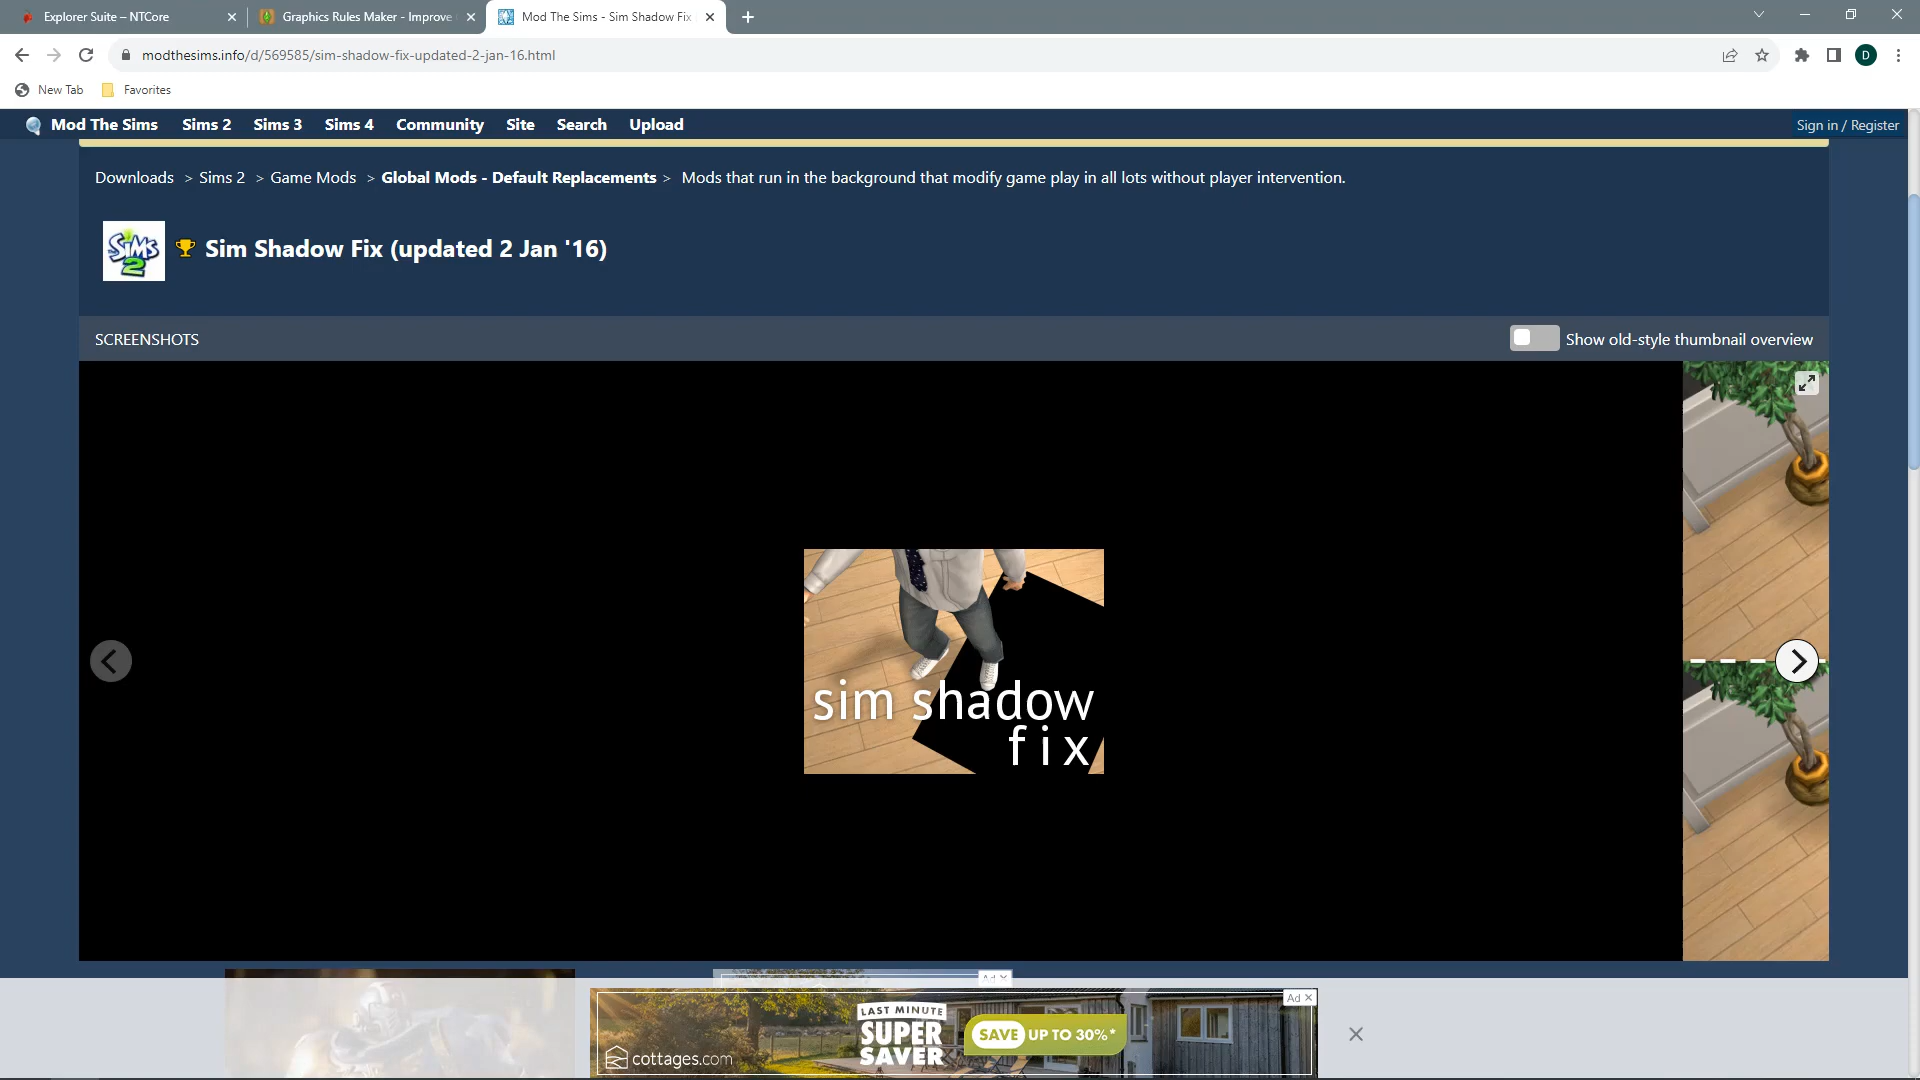 Explorer Suite – NTCore
Graphics Rules Maker - Improve
Mod The Sims - Sim Shadow Fix
modthesims.info/d/569585/sim-shadow-fix-updated-2-jan-16.html
D
New Tab
Favorites
Mod The Sims
Sims 2
Sims 3
Sims 4
Community
Site
Search
Upload
Sign in / Register
Downloads > Sims 2 > Game Mods > Global Mods - Default Replacements > Mods that run in the background that modify game play in all lots without player intervention.
The Sims 2
Sim Shadow Fix (updated 2 Jan '16)
SCREENSHOTS
Show old-style thumbnail overview
sim shadow
fix
Ad
Ad
LAST MINUTE
SUPER
SAVER
SAVE UP TO 30%*
cottages.com